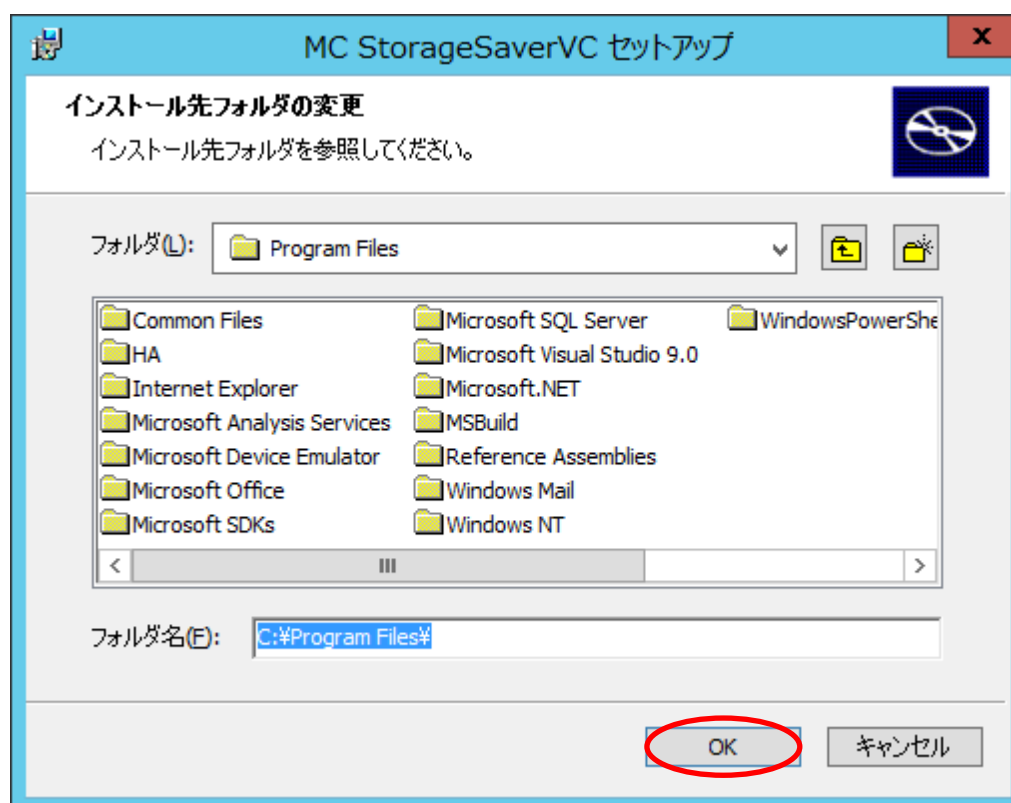 MC StorageSaverVC セットアップ
インストール先フォルダの変更
インストール先フォルダを参照してください。
フォルダ(L): Program Files
Common Files Microsoft SQL Server WindowsPowerShe
HA Microsoft Visual Studio 9.0
Internet Explorer Microsoft.NET
Microsoft Analysis Services MSBuild
Microsoft Device Emulator Reference Assemblies
Microsoft Office Windows Mail
Microsoft SDKs Windows NT
フォルダ名(F): C:¥Program Files¥
OK キャンセル